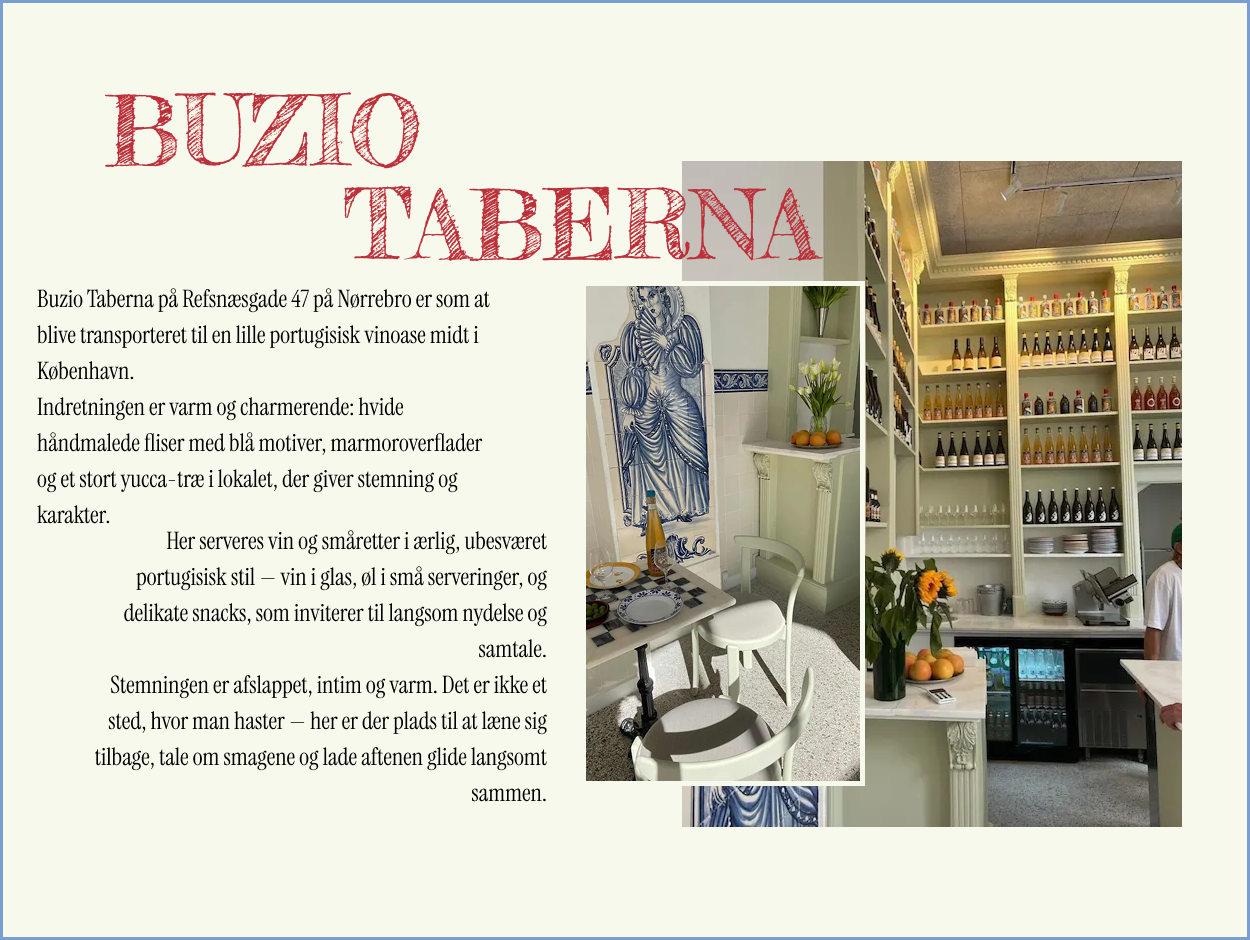 BUZIO
TABERNA
Buzio Taberna på Refsnæsgade 47 på Nørrebro er som at
blive transporteret til en lille portugisisk vinoase midt i
København.
Indretningen er varm og charmerende: hvide
håndmalede fliser med blå motiver, marmoroverflader
og et stort yucca-træ i lokalet, der giver stemning og
karakter.
Her serveres vin og småretter i ærlig, ubesværet
portugisisk stil — vin i glas, øl i små serveringer, og
delikate snacks, som inviterer til langsom nydelse og
samtale.
Stemningen er afslappet, intim og varm. Det er ikke et
sted, hvor man haster — her er der plads til at læne sig
tilbage, tale om smagene og lade aftenen glide langsomt
sammen.